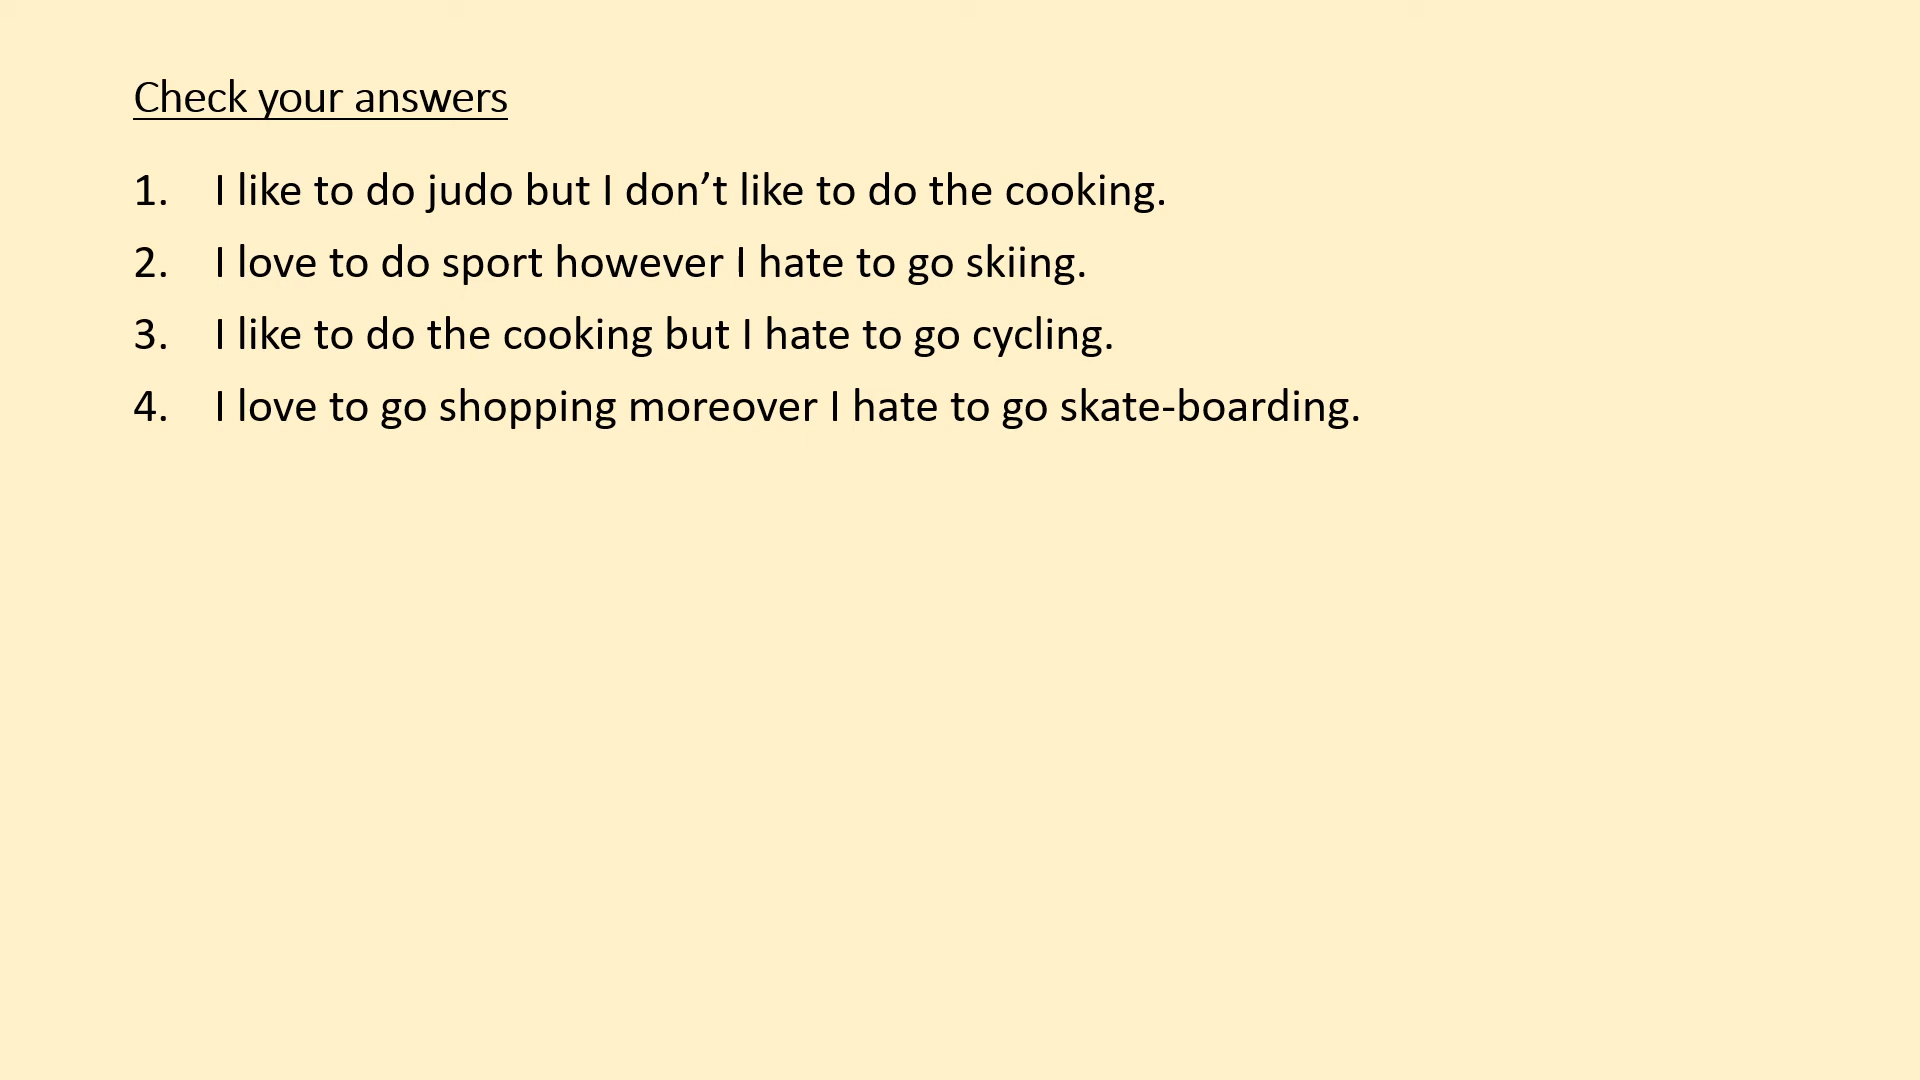 Check your answers
1. I like to do judo but I don’t like to do the cooking.
2. I love to do sport however I hate to go skiing.
3. I like to do the cooking but I hate to go cycling.
4. I love to go shopping moreover I hate to go skate-boarding.